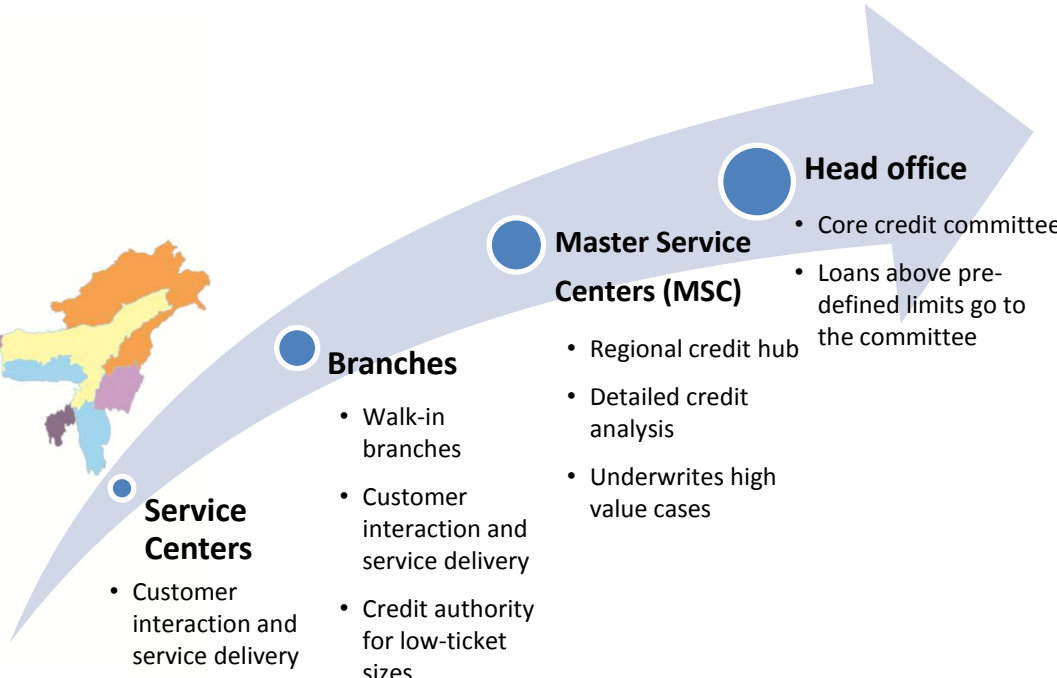 Service
Centers
• Customer
interaction and
service delivery
Branches
• Walk-in
branches
• Customer
interaction and
service delivery
• Credit authority
for low-ticket
sizes
Master Service
Centers (MSC)
• Regional credit hub
• Detailed credit
analysis
• Underwrites high
value cases
Head office
• Core credit committee
• Loans above pre-
defined limits go to
the committee